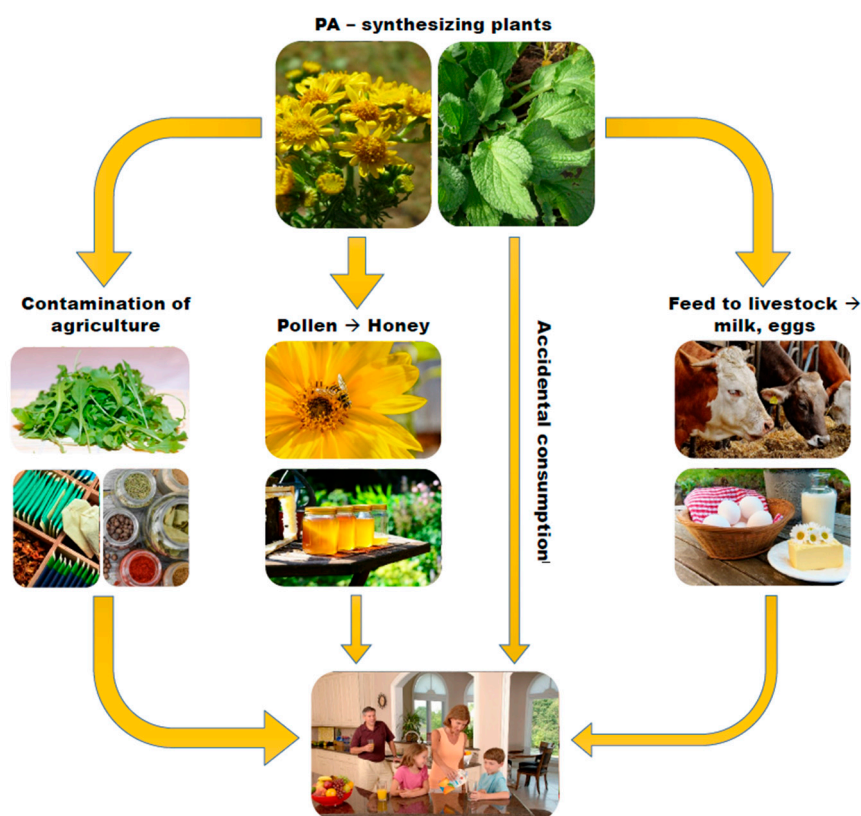 PA – synthesizing plants
Contamination of
agriculture
Pollen → Honey
Accidental consumption
Feed to livestock →
milk, eggs